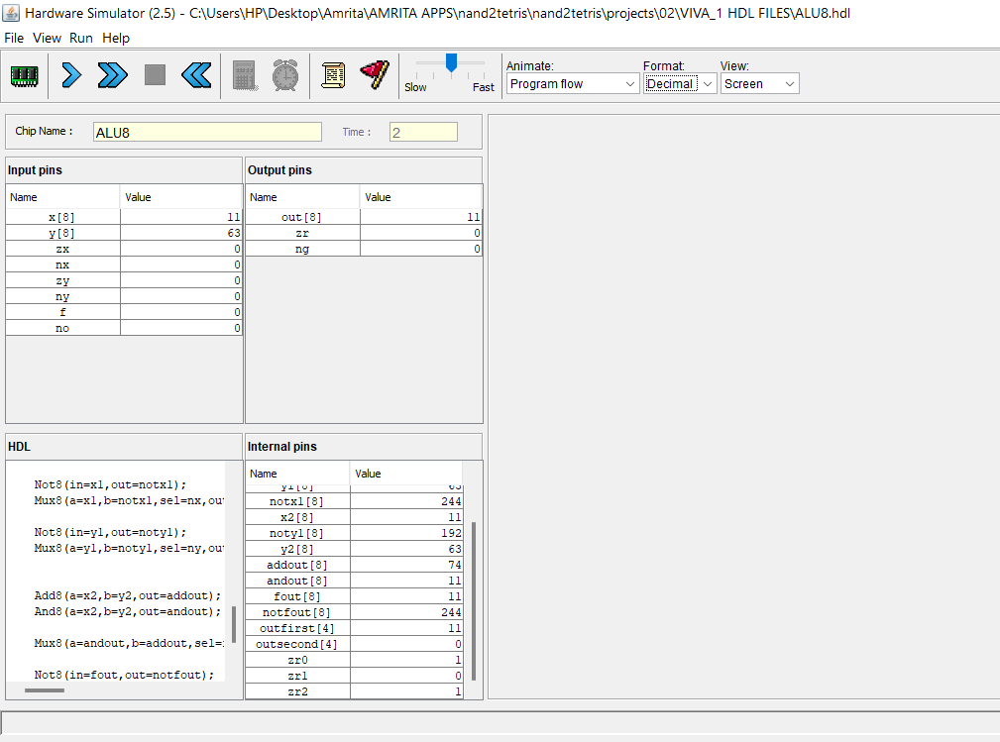 Hardware Simulator (2.5) - C:\Users\HP\Desktop\Amrita\AMRITA APPS\nand2tetris\nand2tetris\projects\02\VIVA_1 HDL FILES\ALU8.hdl
File View Run Help
Slow Fast
Animate: Format: View:
Program flow Decimal Screen
Chip Name : ALU8 Time : 2
Input pins
Name Value
x[8] 11
y[8] 63
zx 0
nx 0
zy 0
ny 0
f 0
no 0
Output pins
Name Value
out[8] 11
zr 0
ng 0
HDL
Not8(in=x1,out=notx1);
Mux8(a=x1,b=notx1,sel=nx,ou
Not8(in=y1,out=noty1);
Mux8(a=y1,b=noty1,sel=ny,ou
Add8(a=x2,b=y2,out=addout);
And8(a=x2,b=y2,out=andout);
Mux8(a=andout,b=addout,sel=
Not8(in=fout,out=notfout);
Internal pins
Name Value
y1[8] 63
notx1[8] 244
x2[8] 11
noty1[8] 192
y2[8] 63
addout[8] 74
andout[8] 11
fout[8] 11
notfout[8] 244
outfirst[4] 11
outsecond[4] 0
zr0 1
zr1 0
zr2 1